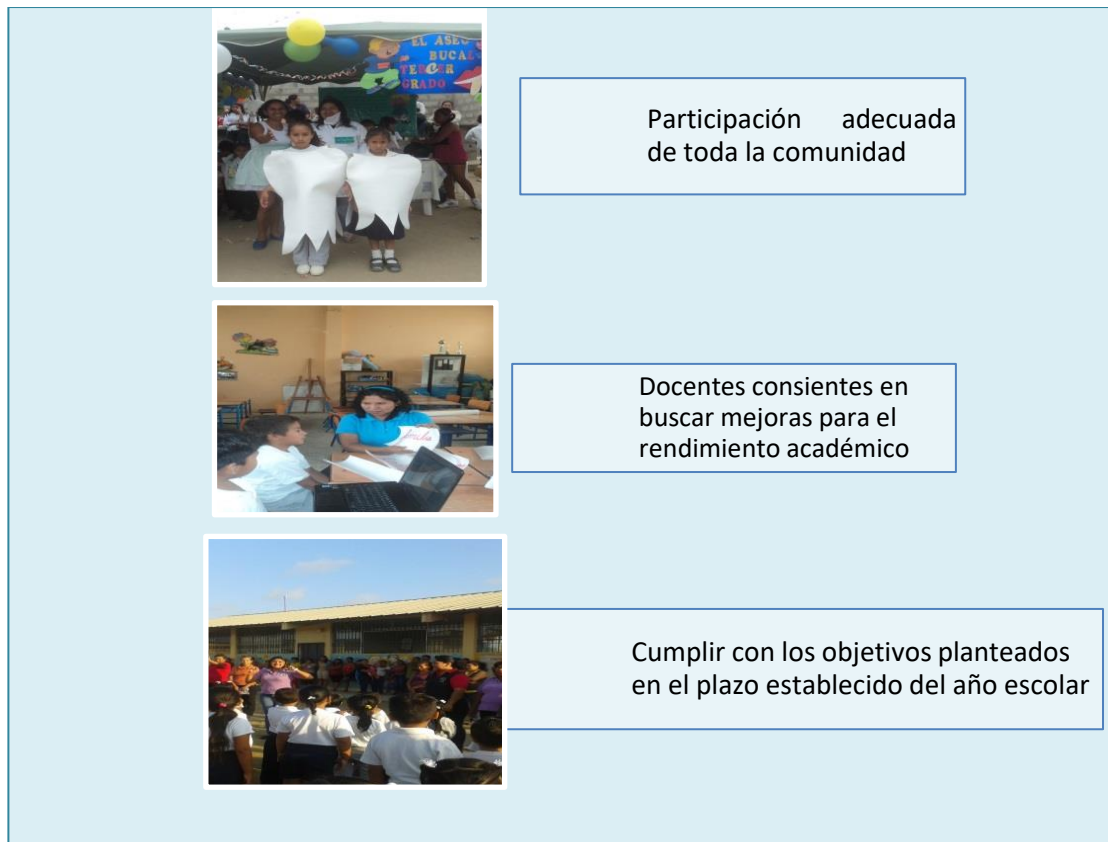 EL ASEO
BUCAL
TERCER
GRADO
Participación adecuada
de toda la comunidad
Docentes consientes en
buscar mejoras para el
rendimiento académico
Cumplir con los objetivos planteados
en el plazo establecido del año escolar